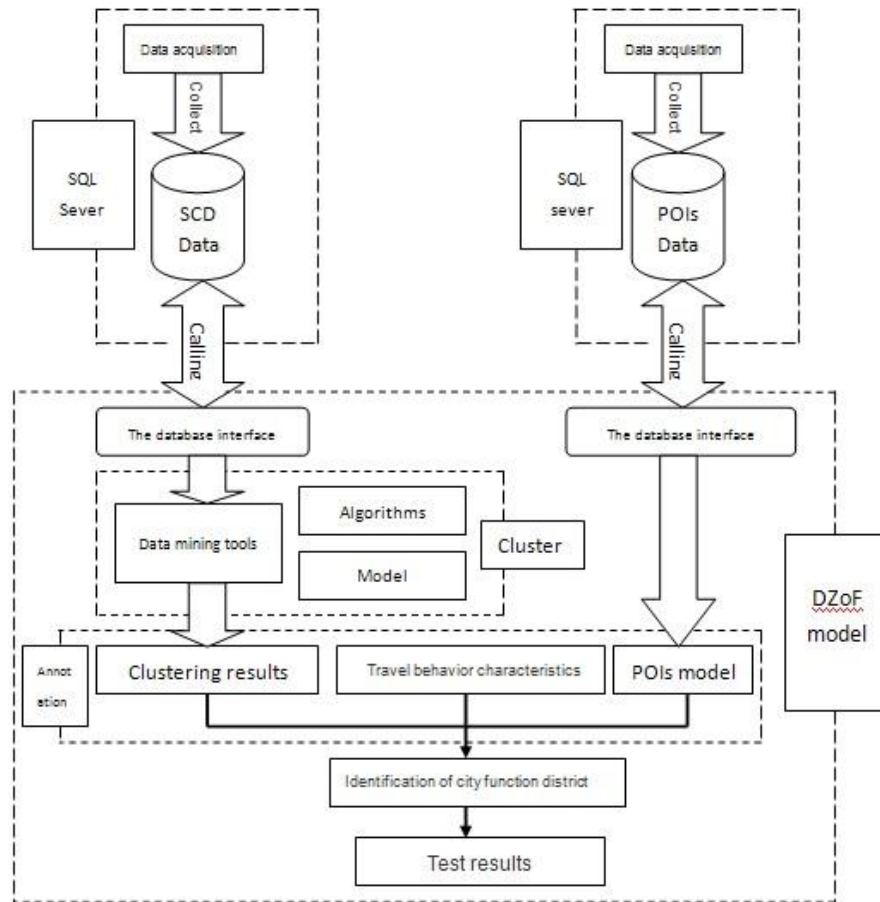 Data acquisition
Data acquisition
Collect
Collect
SQL
Sever
SCD
Data
SQL
sever
POIs
Data
Calling
Calling
The database interface
The database interface
Algorithms
Data mining tools
Cluster
Model
DZoF
model
Annot
ation
Clustering results
Travel behavior characteristics
POIs model
Identification of city function district
Test results